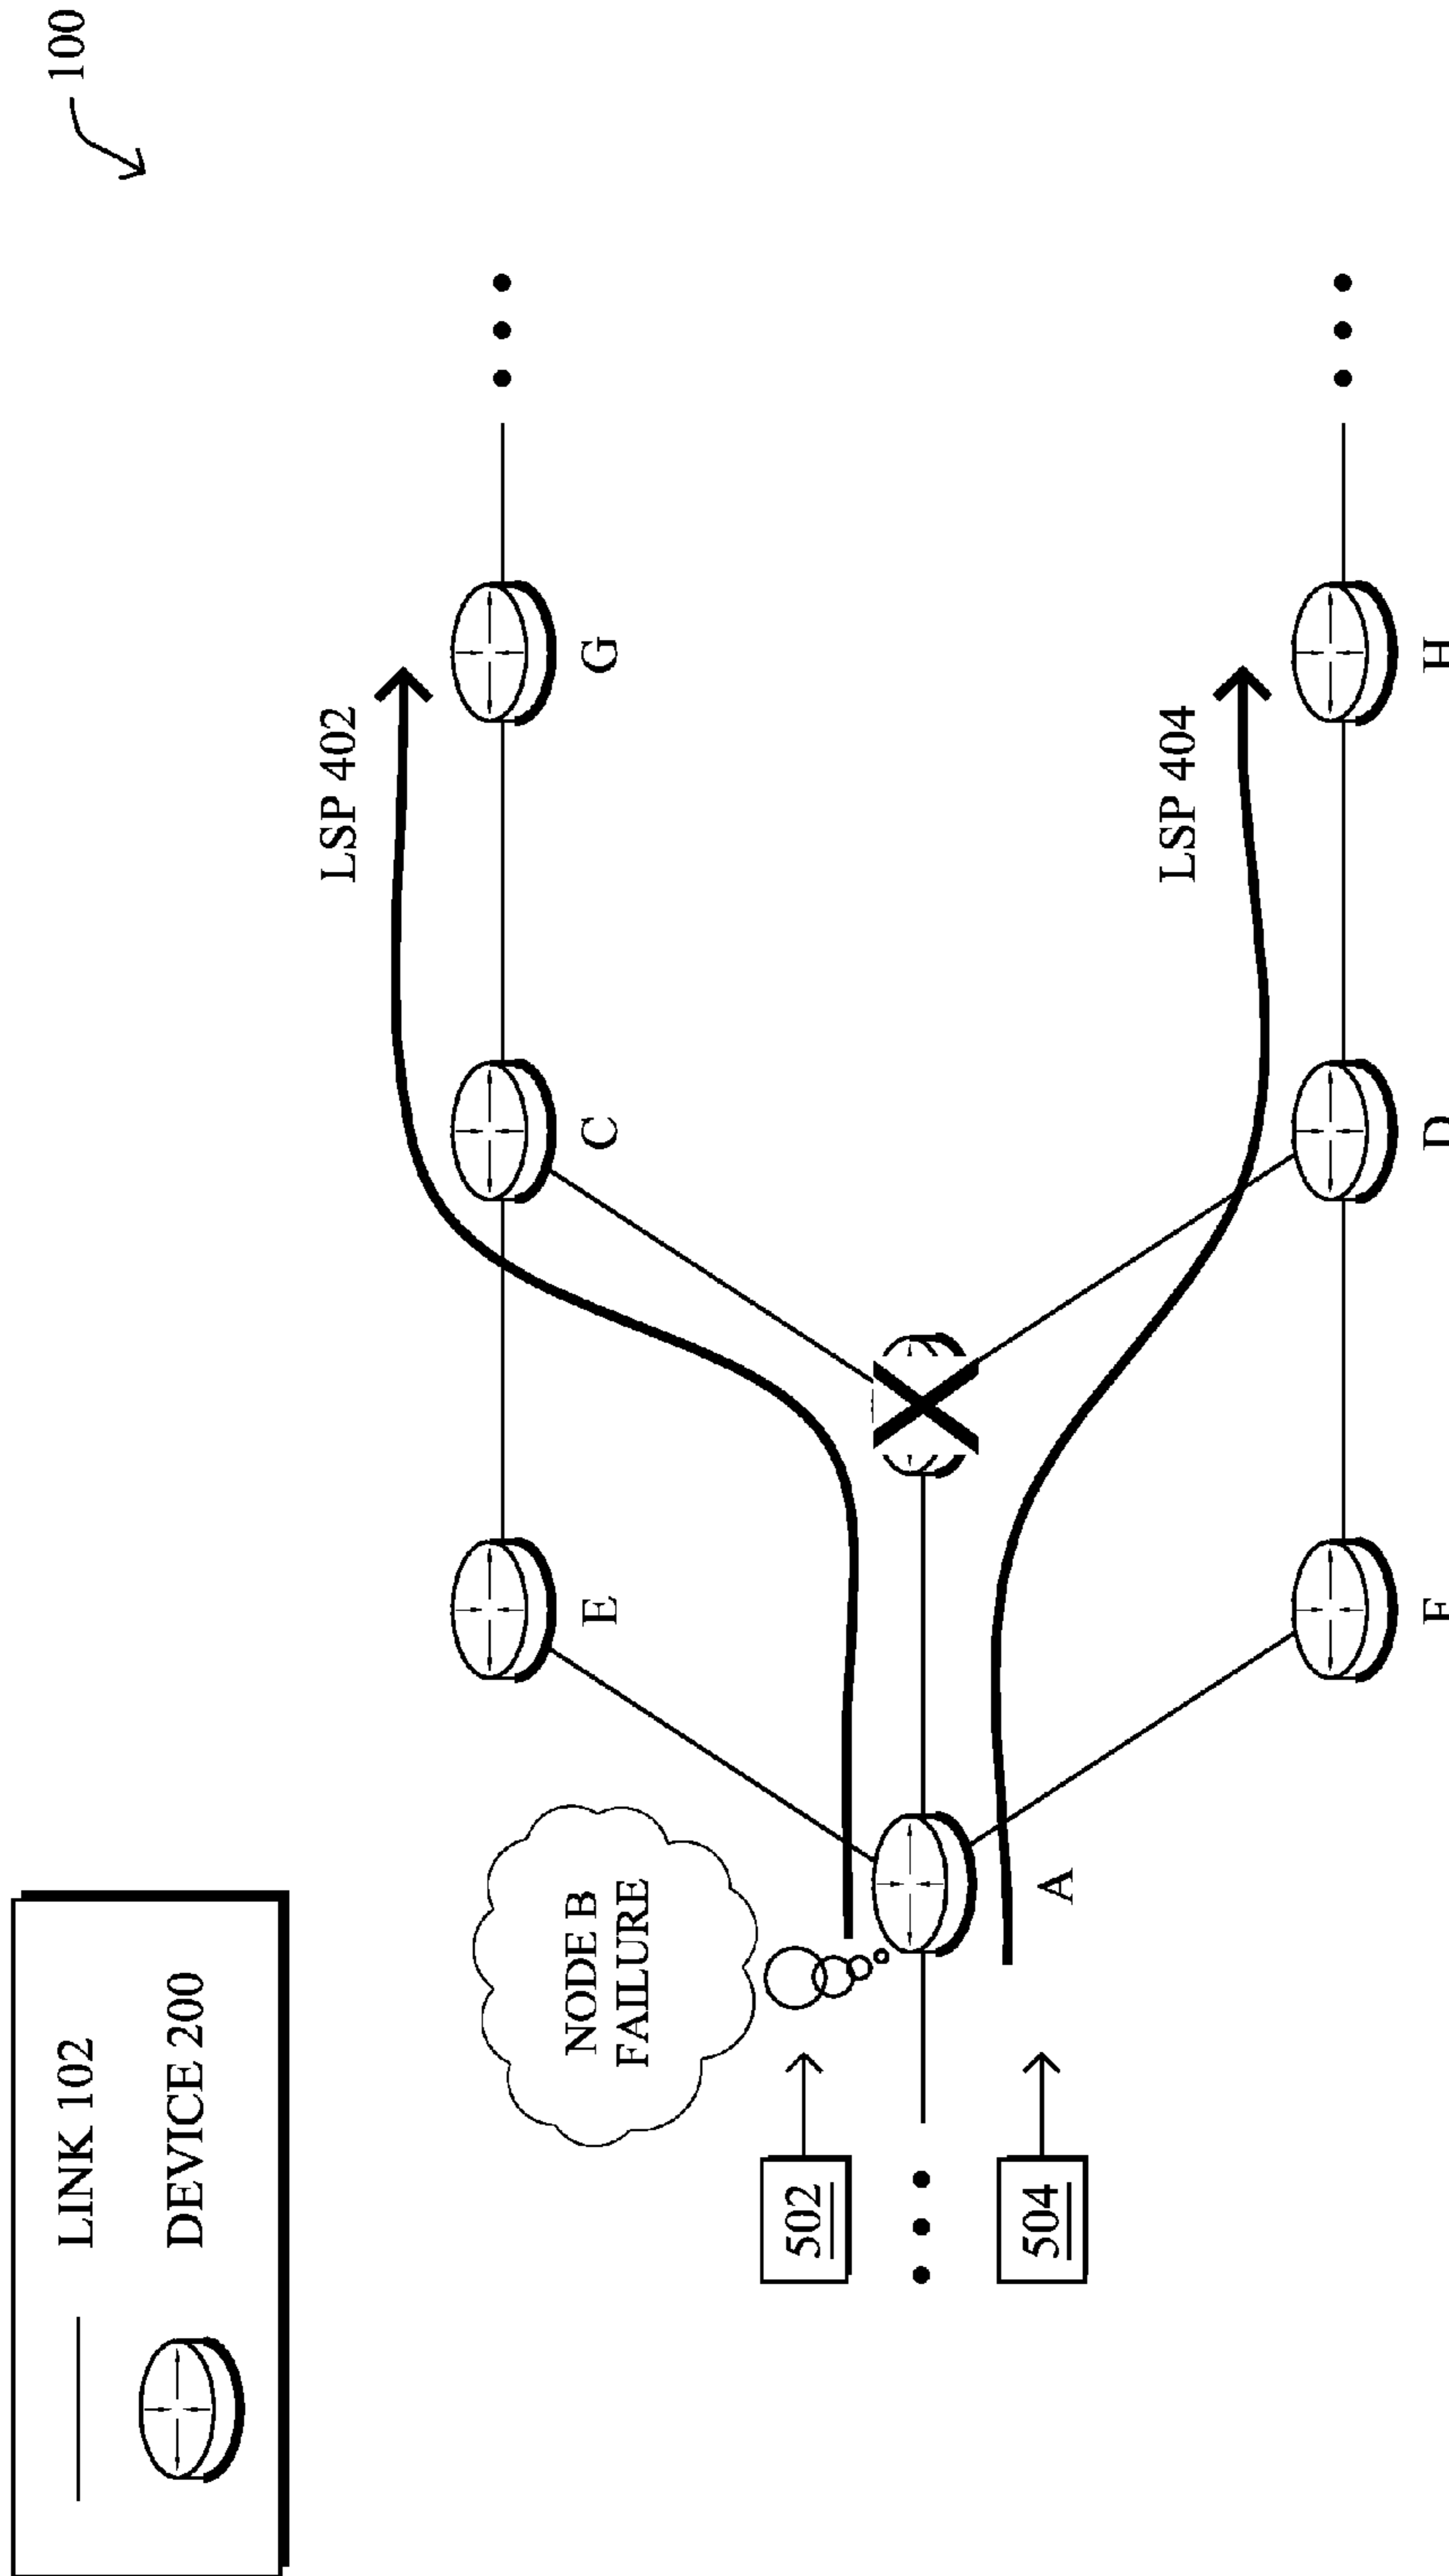 100
LINK 102
DEVICE 200
LSP 402
E
C
G
NODE B
FAILURE
502
504
A
LSP 404
F
D
H